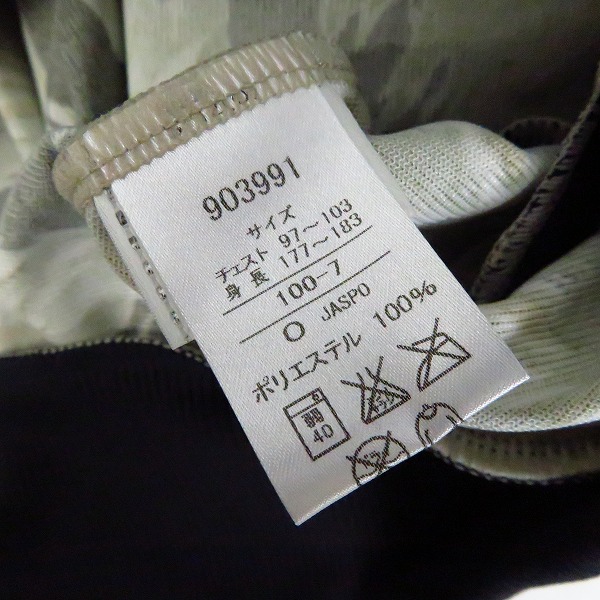 903991
サイズ
チェスト 97～103
身長 177～183
100-7
O JASPO
ポリエステル 100%
弱
40